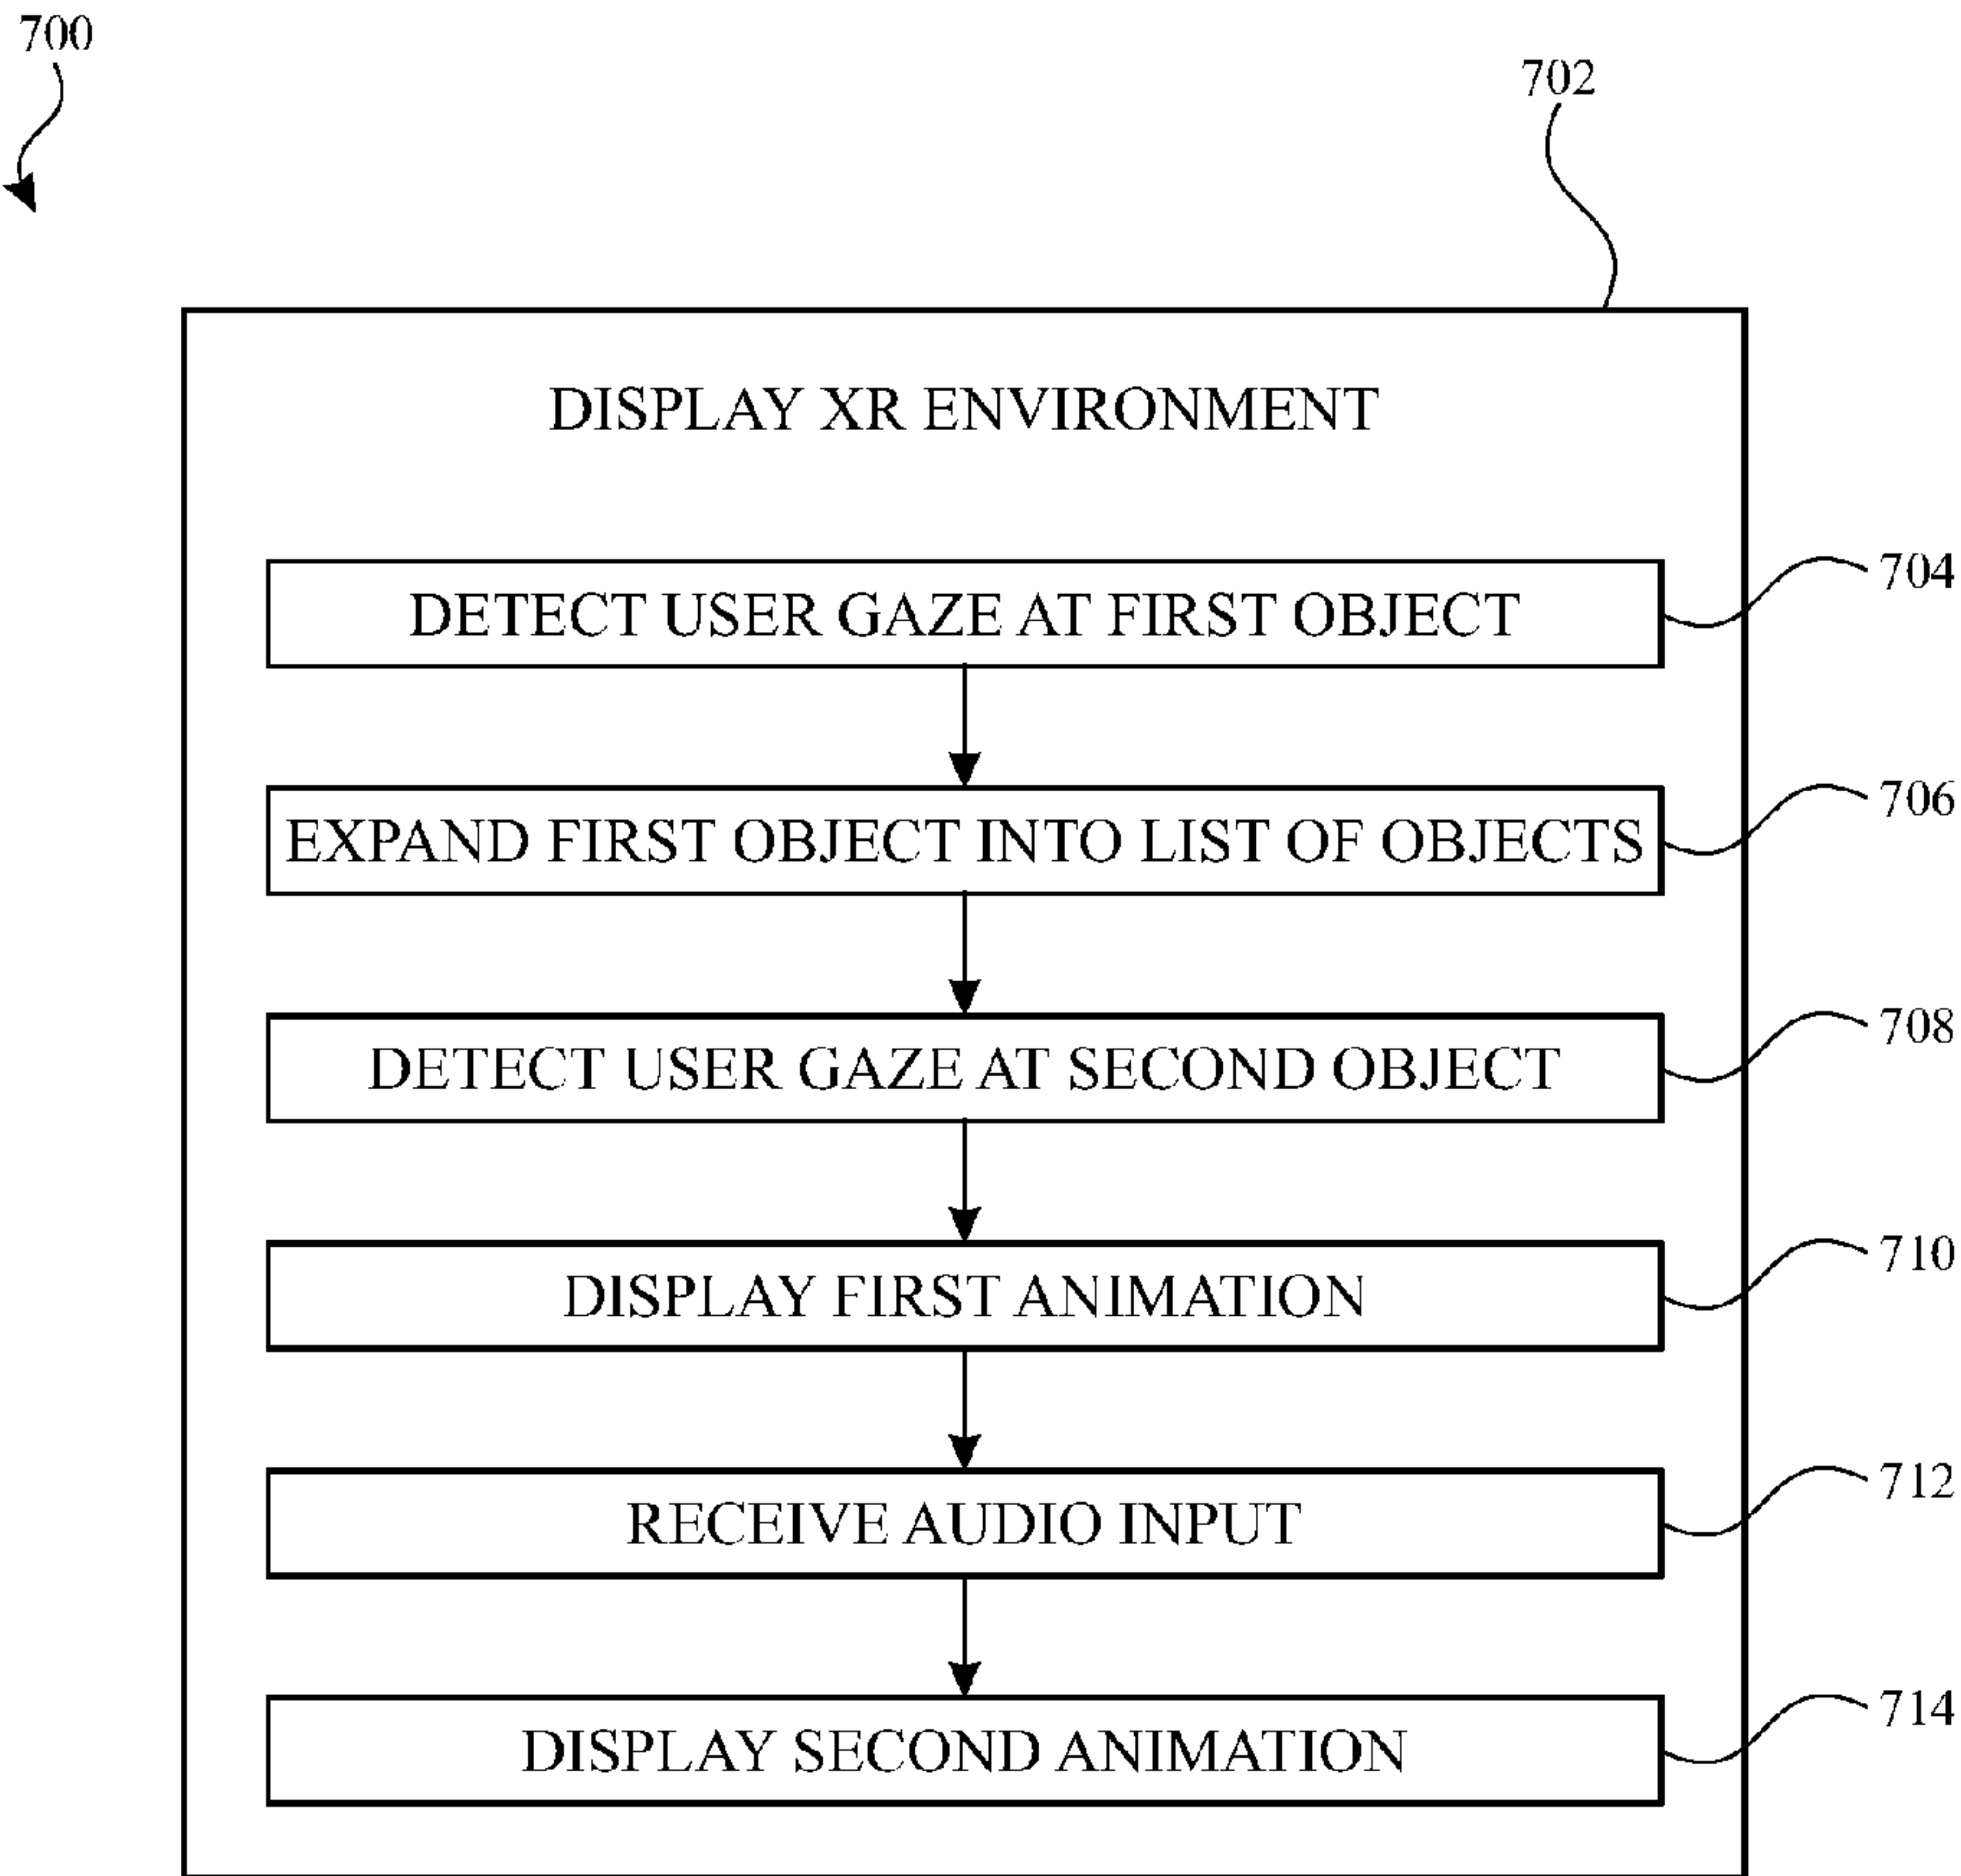 700
702
DISPLAY XR ENVIRONMENT
DETECT USER GAZE AT FIRST OBJECT
704
EXPAND FIRST OBJECT INTO LIST OF OBJECTS
706
DETECT USER GAZE AT SECOND OBJECT
708
DISPLAY FIRST ANIMATION
710
RECEIVE AUDIO INPUT
712
DISPLAY SECOND ANIMATION
714